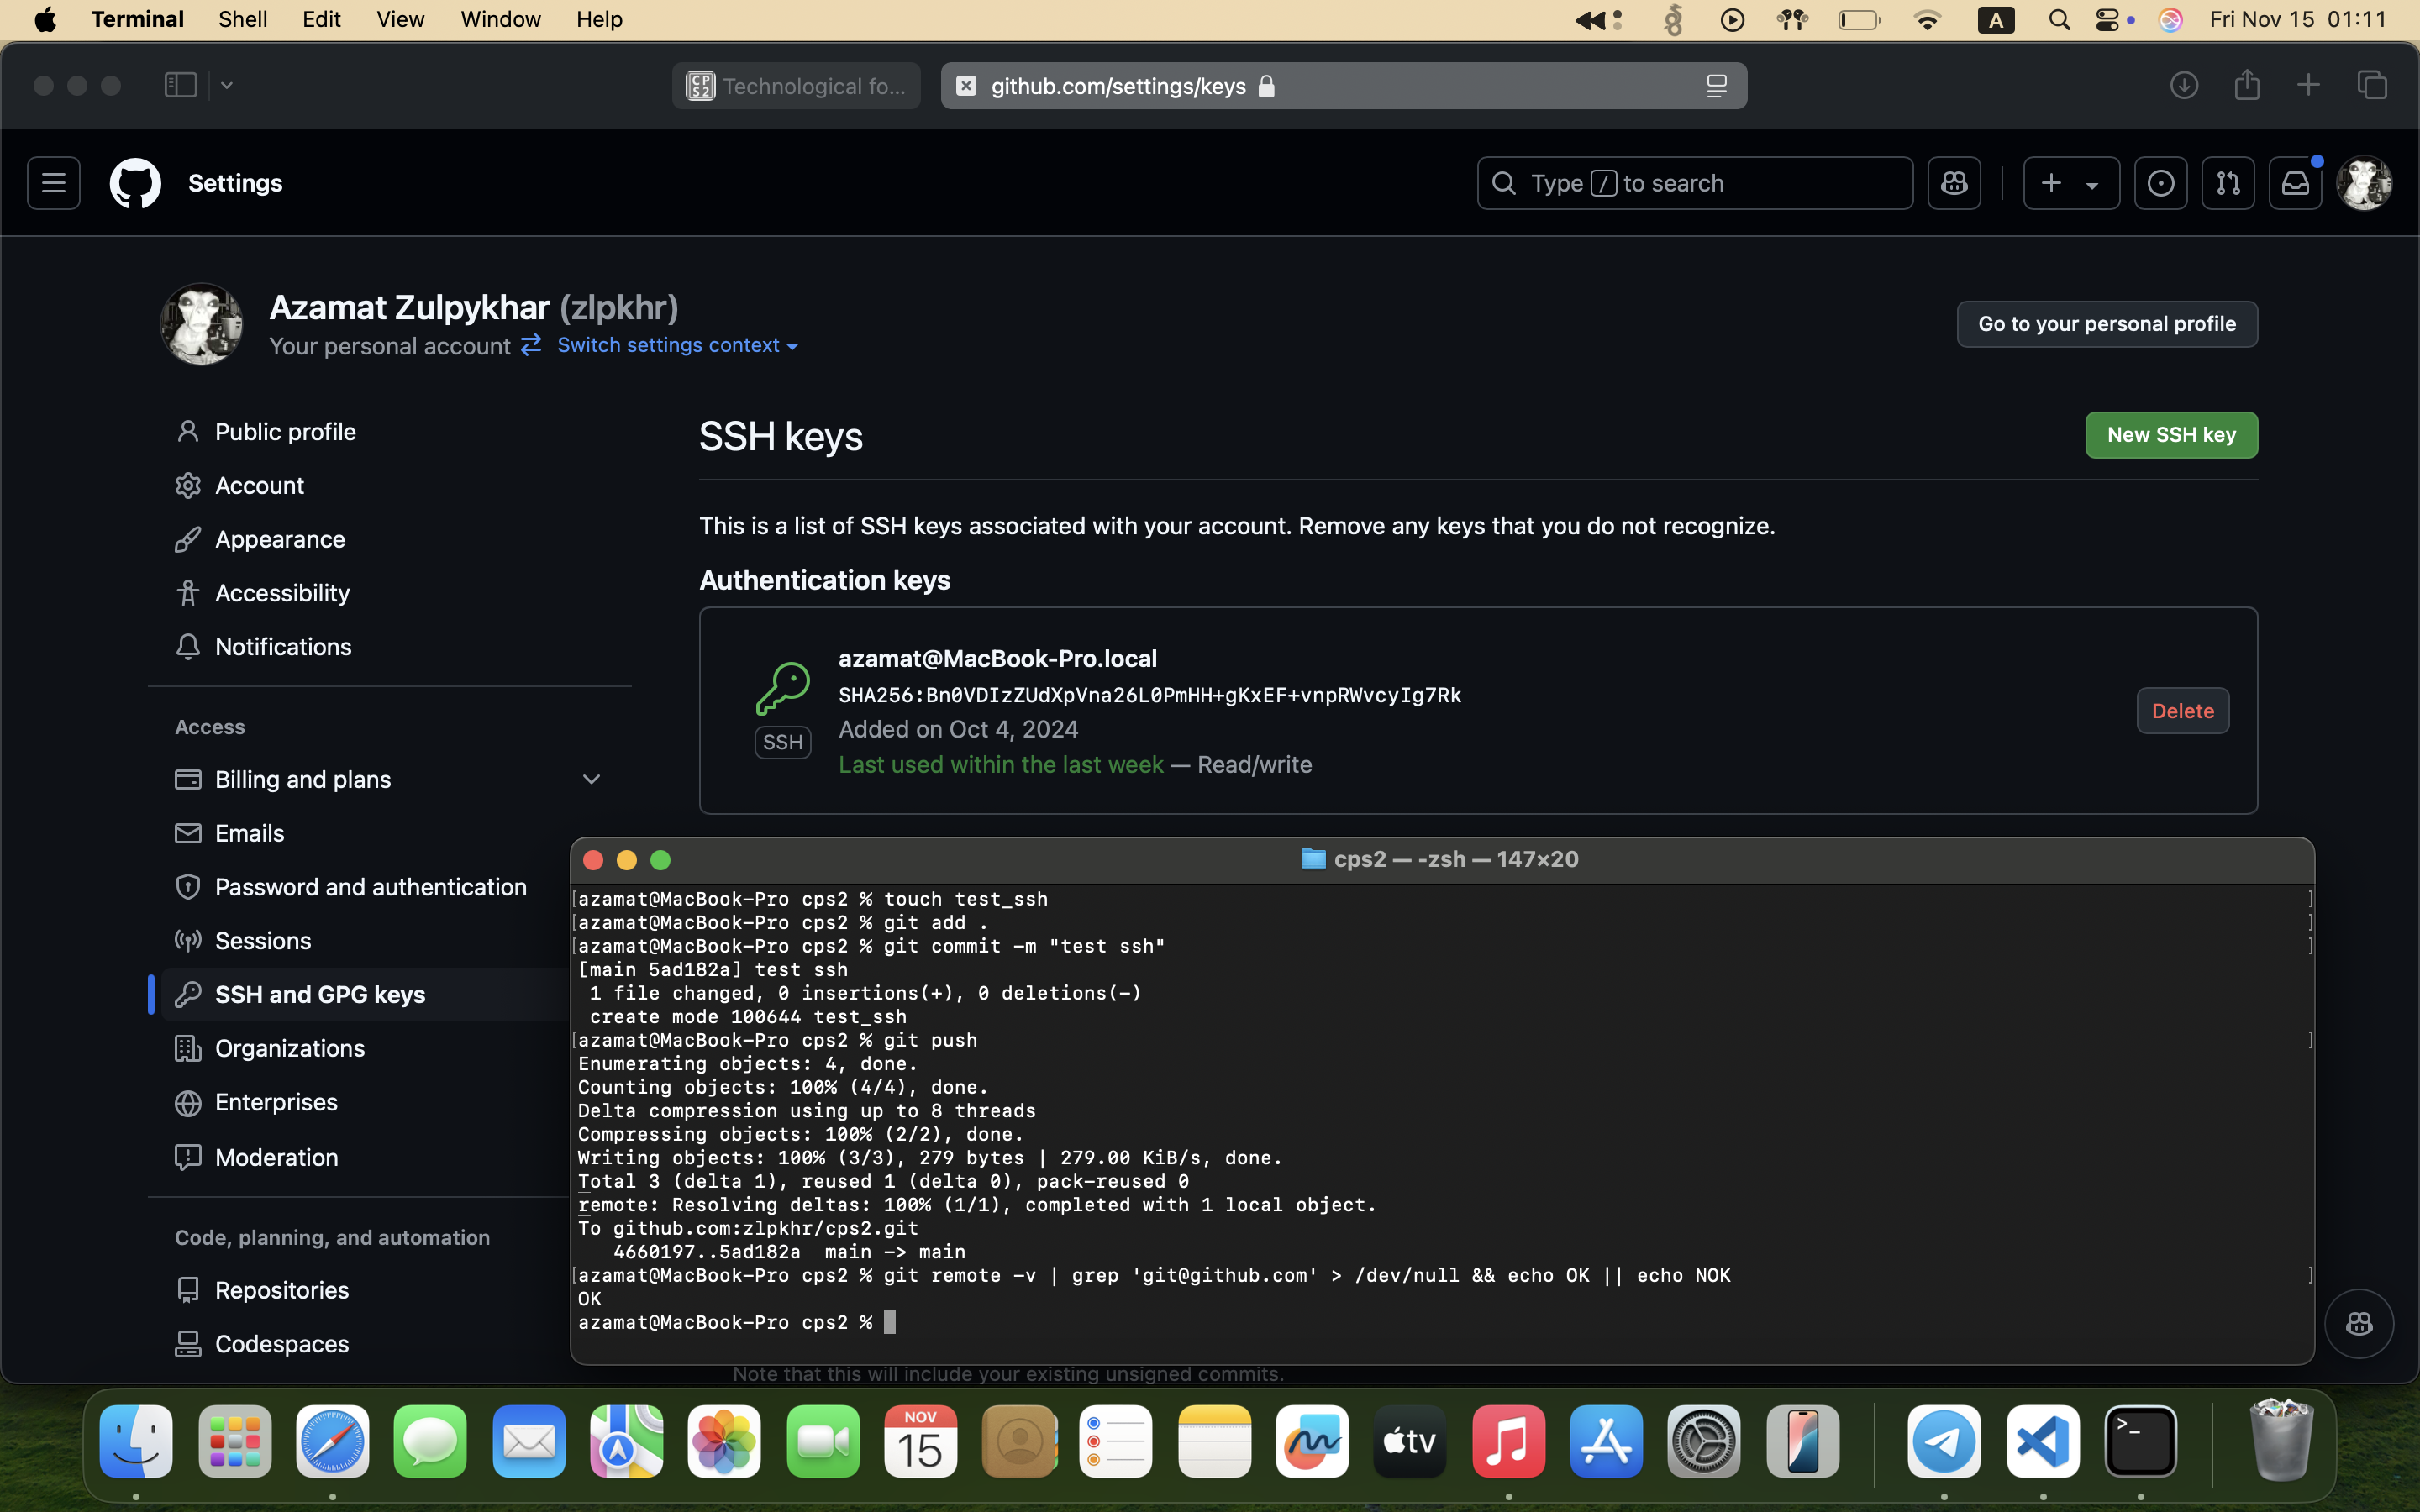 Terminal Shell Edit View Window Help A Fri Nov 15 01:11
CP S2 Technological fo... github.com/settings/keys
Settings
Type / to search
Azamat Zulpykhar (zlpkhr)
Your personal account Switch settings context
Go to your personal profile
Public profile
Account
Appearance
Accessibility
Notifications
Access
Billing and plans
Emails
Password and authentication
Sessions
SSH and GPG keys
Organizations
Enterprises
Moderation
Code, planning, and automation
Repositories
Codespaces
SSH keys
New SSH key
This is a list of SSH keys associated with your account. Remove any keys that you do not recognize.
Authentication keys
azamat@MacBook-Pro.local
SHA256:Bn0VDIzZUdXpVna26L0PmHH+gKxEF+vnpRWvcyIg7Rk
Added on Oct 4, 2024
Last used within the last week — Read/write
SSH
Delete
cps2 — -zsh — 147×20
[azamat@MacBook-Pro cps2 % touch test_ssh ]
[azamat@MacBook-Pro cps2 % git add . ]
[azamat@MacBook-Pro cps2 % git commit -m "test ssh" ]
[main 5ad182a] test ssh
1 file changed, 0 insertions(+), 0 deletions(-)
create mode 100644 test_ssh
[azamat@MacBook-Pro cps2 % git push ]
Enumerating objects: 4, done.
Counting objects: 100% (4/4), done.
Delta compression using up to 8 threads
Compressing objects: 100% (2/2), done.
Writing objects: 100% (3/3), 279 bytes | 279.00 KiB/s, done.
Total 3 (delta 1), reused 1 (delta 0), pack-reused 0
remote: Resolving deltas: 100% (1/1), completed with 1 local object.
To github.com:zlpkhr/cps2.git
4660197..5ad182a main -> main
[azamat@MacBook-Pro cps2 % git remote -v | grep 'git@github.com' > /dev/null && echo OK || echo NOK ]
OK
azamat@MacBook-Pro cps2 %
Note that this will include your existing unsigned commits.
NOV
15
tv
>_